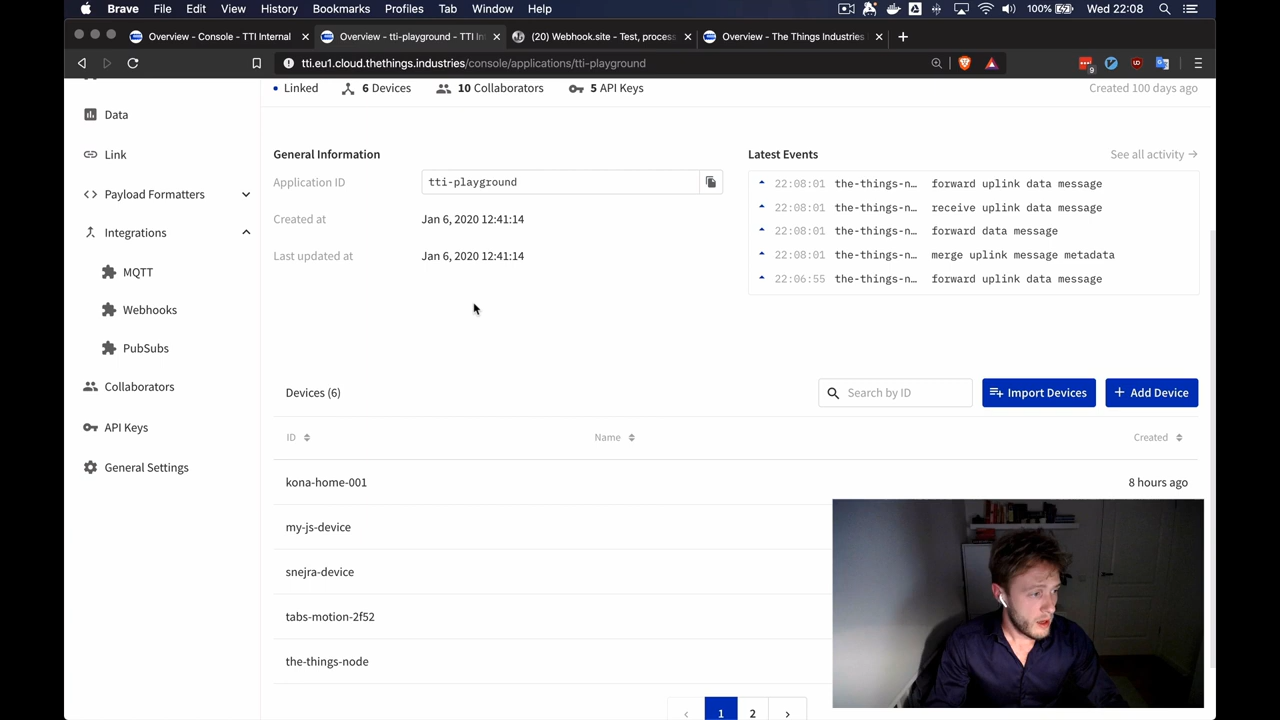 Brave File Edit View History Bookmarks Profiles Tab Window Help 100% Wed 22:08
Overview - Console - TTI Internal Overview - tti-playground - TTI In (20) Webhook.site - Test, process Overview - The Things Industries
tti.eu1.cloud.thethings.industries/console/applications/tti-playground 9
Linked 6 Devices 10 Collaborators 5 API Keys Created 100 days ago
Data
Link
Payload Formatters
Integrations
MQTT
Webhooks
PubSubs
Collaborators
API Keys
General Settings
General Information
Application ID tti-playground
Created at Jan 6, 2020 12:41:14
Last updated at Jan 6, 2020 12:41:14
Latest Events See all activity →
22:08:01 the-things-n… forward uplink data message
22:08:01 the-things-n… receive uplink data message
22:08:01 the-things-n… forward data message
22:08:01 the-things-n… merge uplink message metadata
22:06:55 the-things-n… forward uplink data message
Devices (6) Search by ID Import Devices + Add Device
ID Name Created
kona-home-001 8 hours ago
my-js-device
snejra-device
tabs-motion-2f52
the-things-node
‹ 1 2 ›